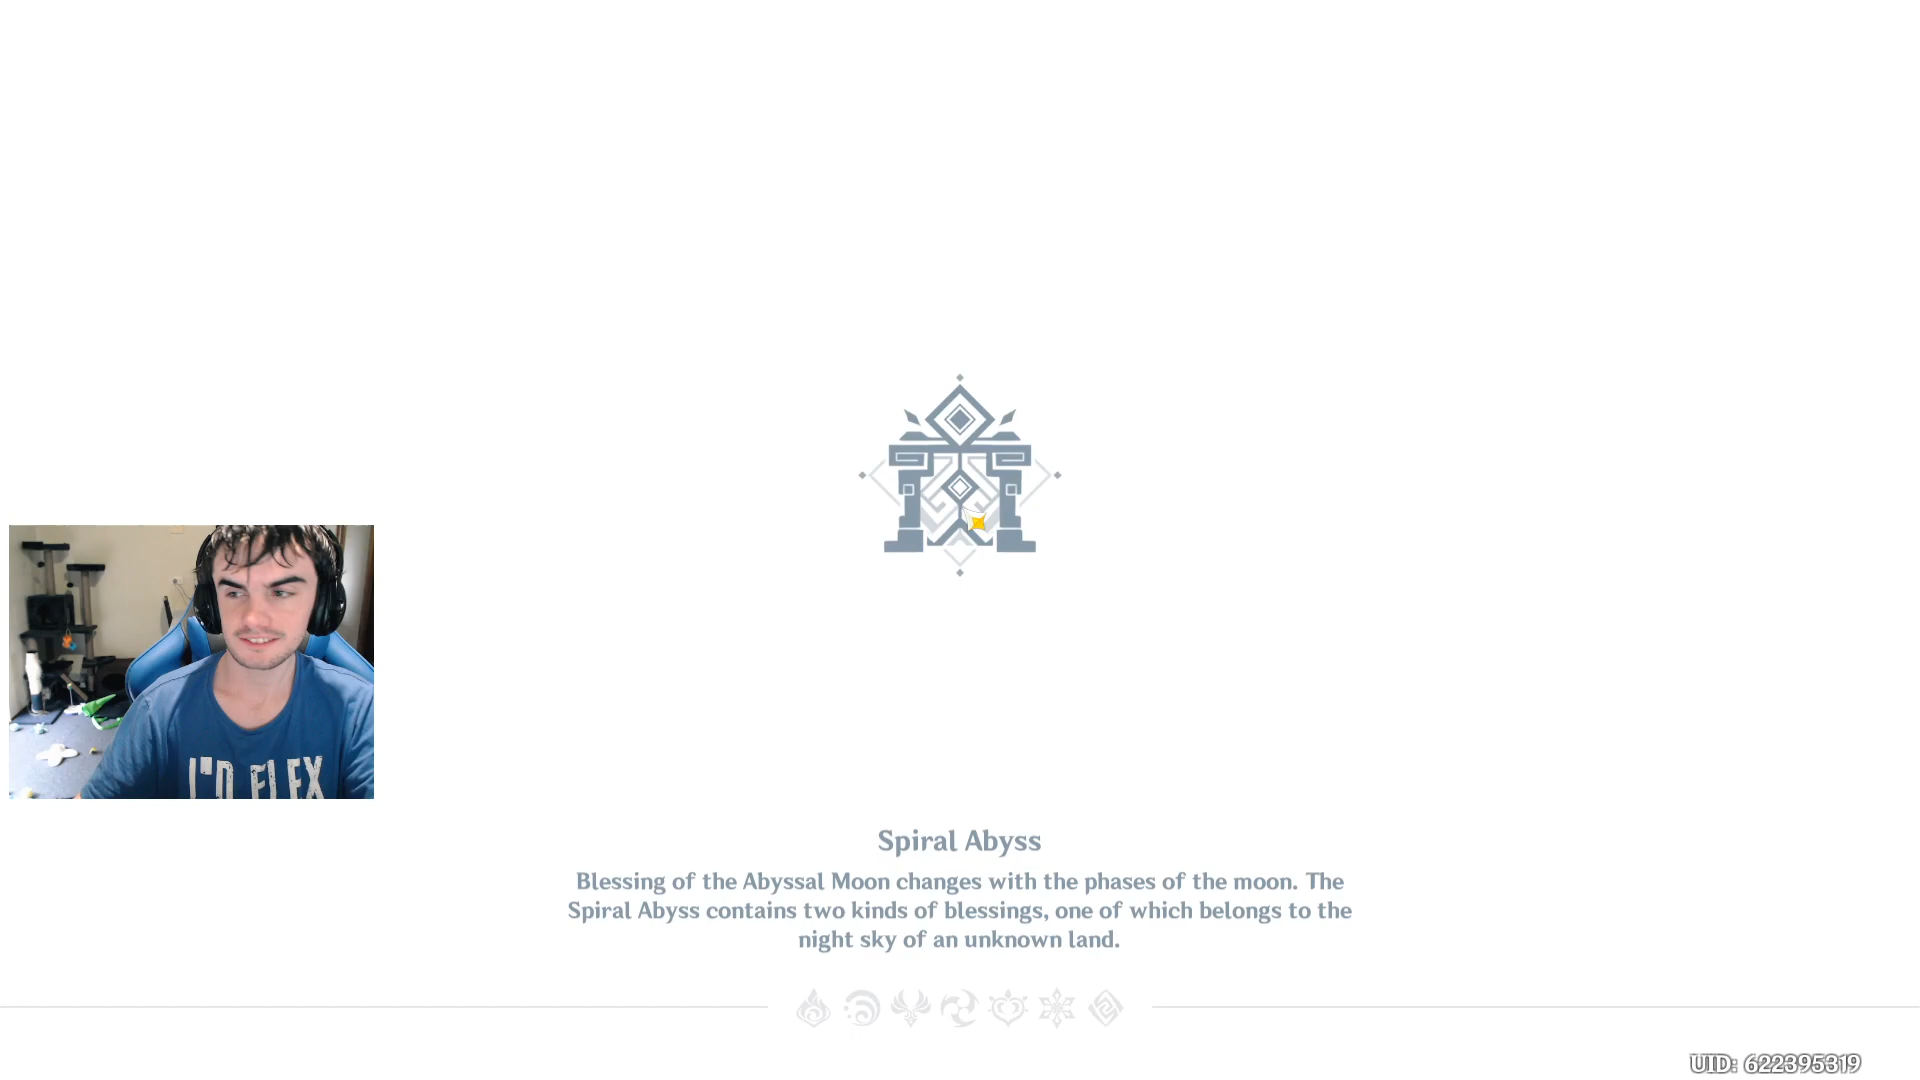 I'D FLEX
Spiral Abyss
Blessing of the Abyssal Moon changes with the phases of the moon. The
Spiral Abyss contains two kinds of blessings, one of which belongs to the
night sky of an unknown land.
UID: 622395319